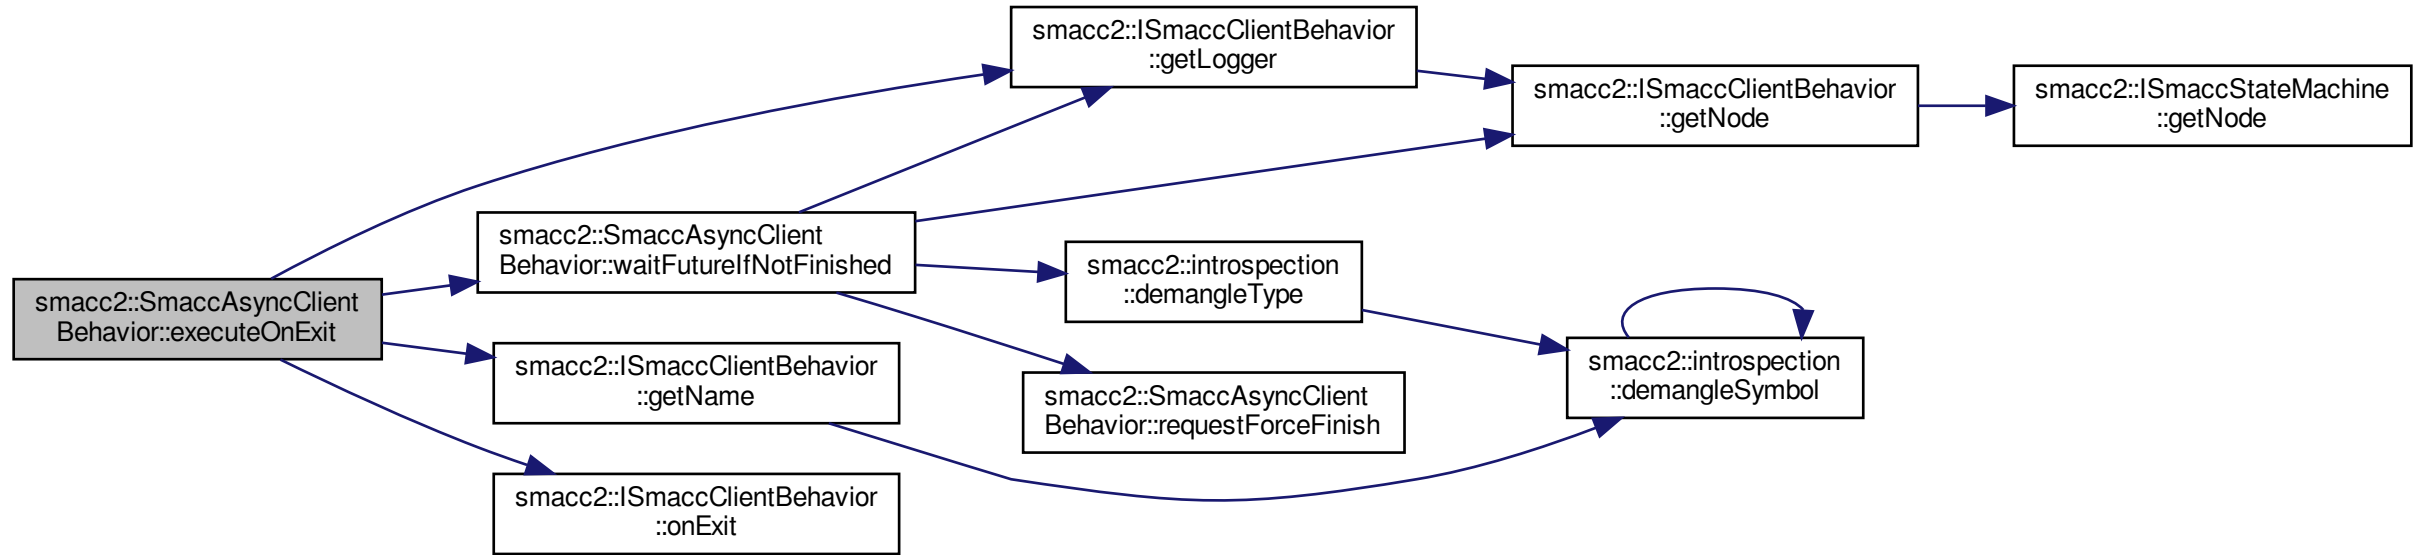 smacc2::SmaccAsyncClient
Behavior::executeOnExit
smacc2::ISmaccClientBehavior
::getLogger
smacc2::ISmaccClientBehavior
::getNode
smacc2::ISmaccStateMachine
::getNode
smacc2::SmaccAsyncClient
Behavior::waitFutureIfNotFinished
smacc2::introspection
::demangleType
smacc2::introspection
::demangleSymbol
smacc2::ISmaccClientBehavior
::getName
smacc2::SmaccAsyncClient
Behavior::requestForceFinish
smacc2::ISmaccClientBehavior
::onExit